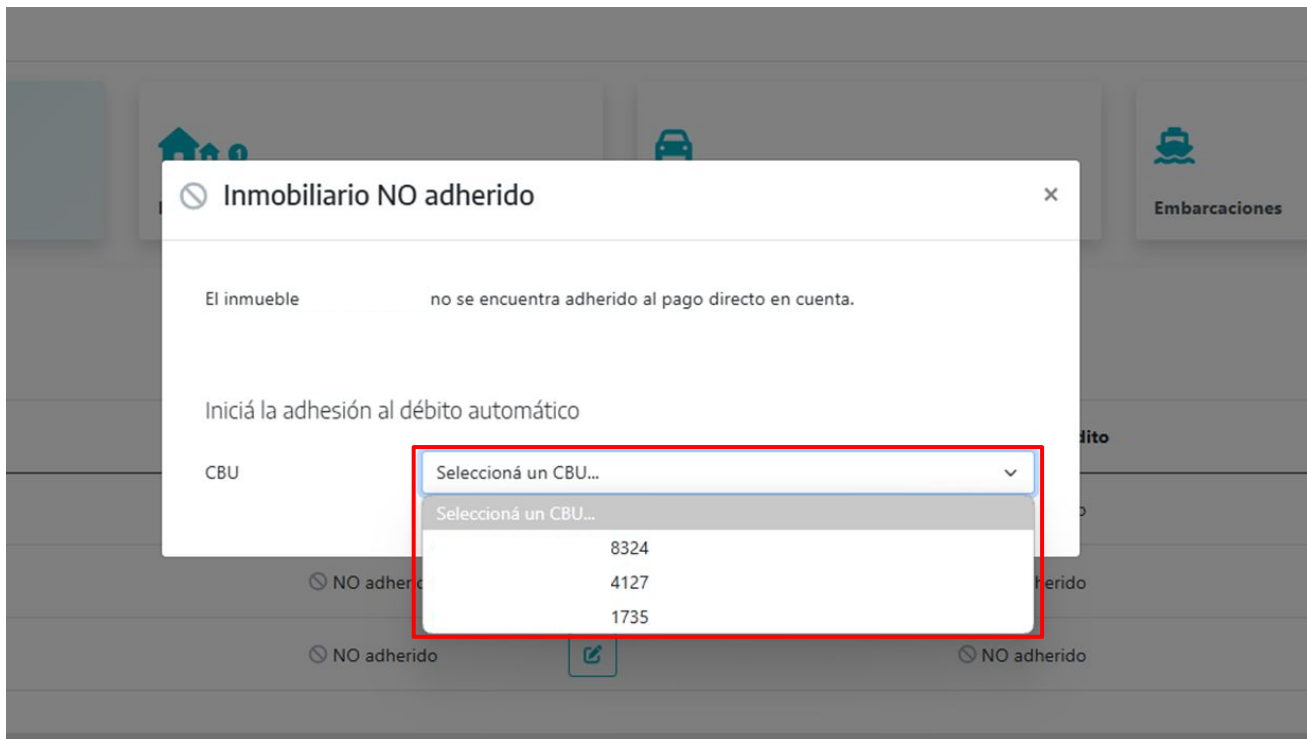 1
Inmobiliario NO adherido
×
Embarcaciones
El inmueble no se encuentra adherido al pago directo en cuenta.
Iniciá la adhesión al débito automático
dito
CBU
Seleccioná un CBU...
Seleccioná un CBU...
8324
4127
NO adherid
herido
1735
NO adherido
NO adherido